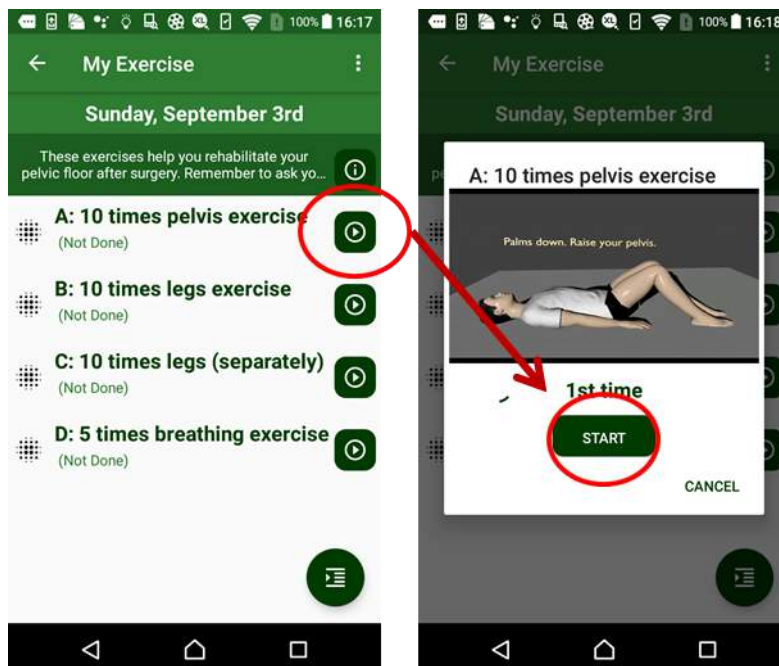 100% 16:17
My Exercise
Sunday, September 3rd
These exercises help you rehabilitate your
pelvic floor after surgery. Remember to ask yo...
A: 10 times pelvis exercise
(Not Done)
B: 10 times legs exercise
(Not Done)
C: 10 times legs (separately)
(Not Done)
D: 5 times breathing exercise
(Not Done)
100% 16:18
My Exercise
Sunday, September 3rd
pe
A: 10 times pelvis exercise
Palms down. Raise your pelvis.
1st time
START
CANCEL